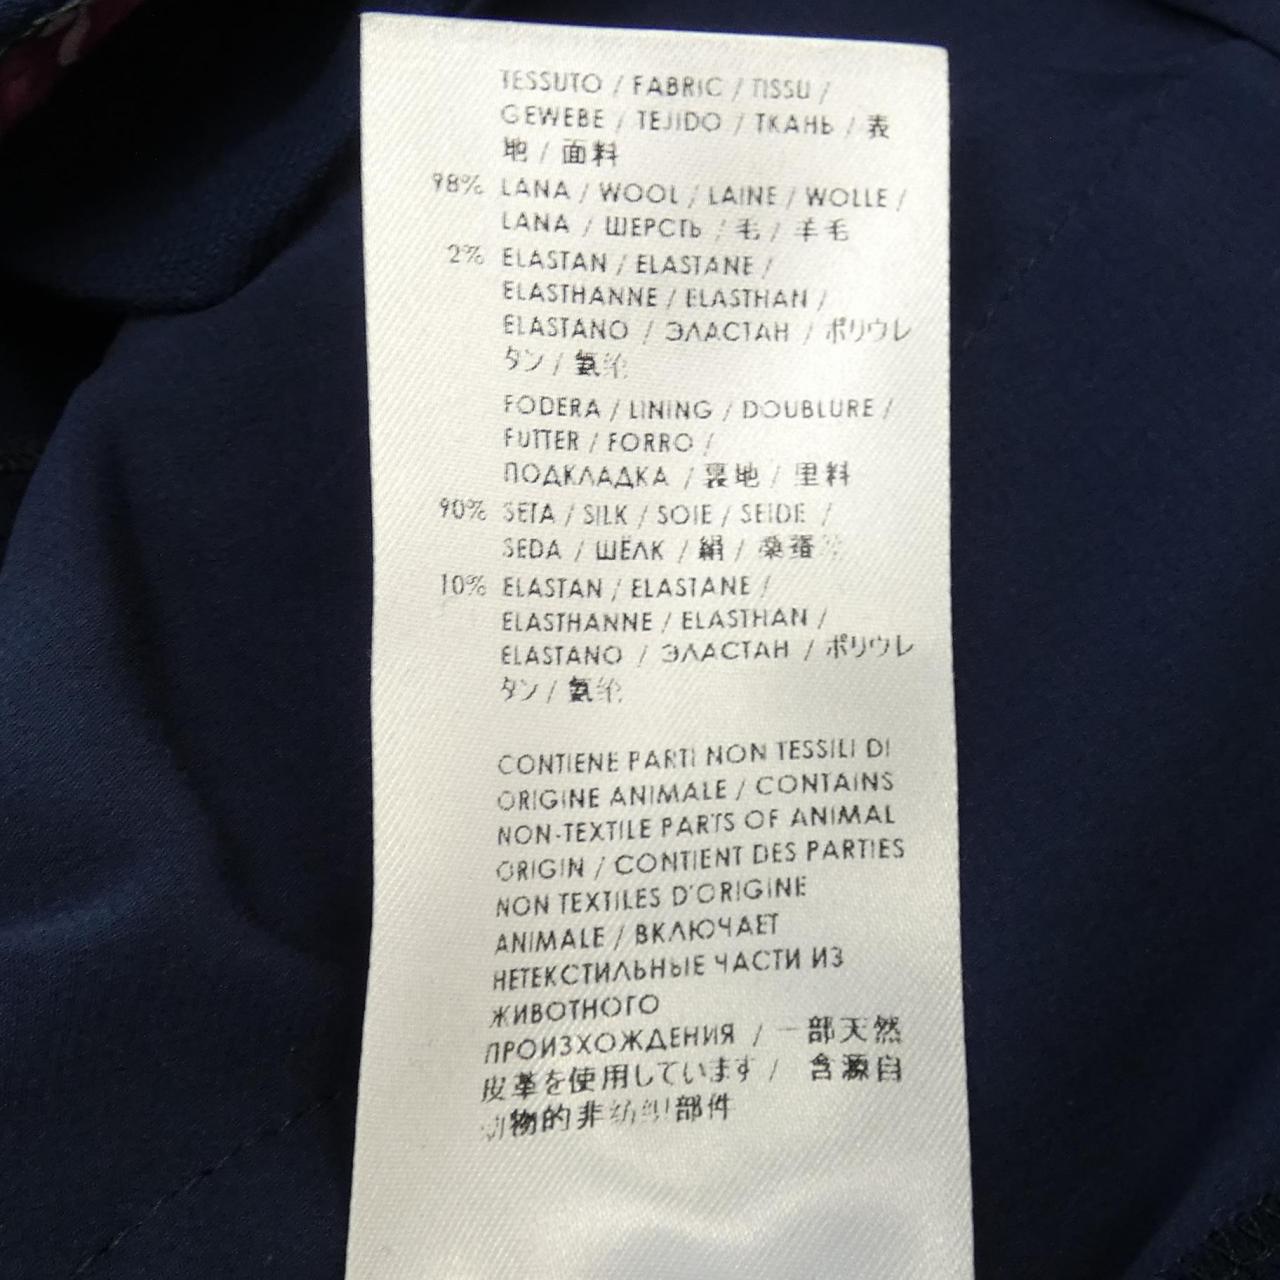 TESSUTO / FABRIC / TISSU /
GEWEBE / TEJIDO / ТКАНЬ / 表
地 / 面料
98% LANA / WOOL / LAINE / WOLLE /
LANA / ШЕРСТЬ / 毛 / 羊毛
2% ELASTAN / ELASTANE /
ELASTHANNE / ELASTHAN /
ELASTANO / ЭЛАСТАН / ポリウレ
タン / 氨纶
FODERA / LINING / DOUBLURE /
FUTTER / FORRO /
ПОДКЛАДКА / 裏地 / 里料
90% SETA / SILK / SOIE / SEIDE /
SEDA / ШЁЛК / 絹 / 桑蚕丝
10% ELASTAN / ELASTANE /
ELASTHANNE / ELASTHAN /
ELASTANO / ЭЛАСТАН / ポリウレ
タン / 氨纶
CONTIENE PARTI NON TESSILI DI
ORIGINE ANIMALE / CONTAINS
NON-TEXTILE PARTS OF ANIMAL
ORIGIN / CONTIENT DES PARTIES
NON TEXTILES D'ORIGINE
ANIMALE / ВКЛЮЧАЕТ
НЕТЕКСТИЛЬНЫЕ ЧАСТИ ИЗ
ЖИВОТНОГО
ПРОИЗХОЖДЕНИЯ / 一部天然
皮革を使用しています / 含源自
动物的非纺织部件